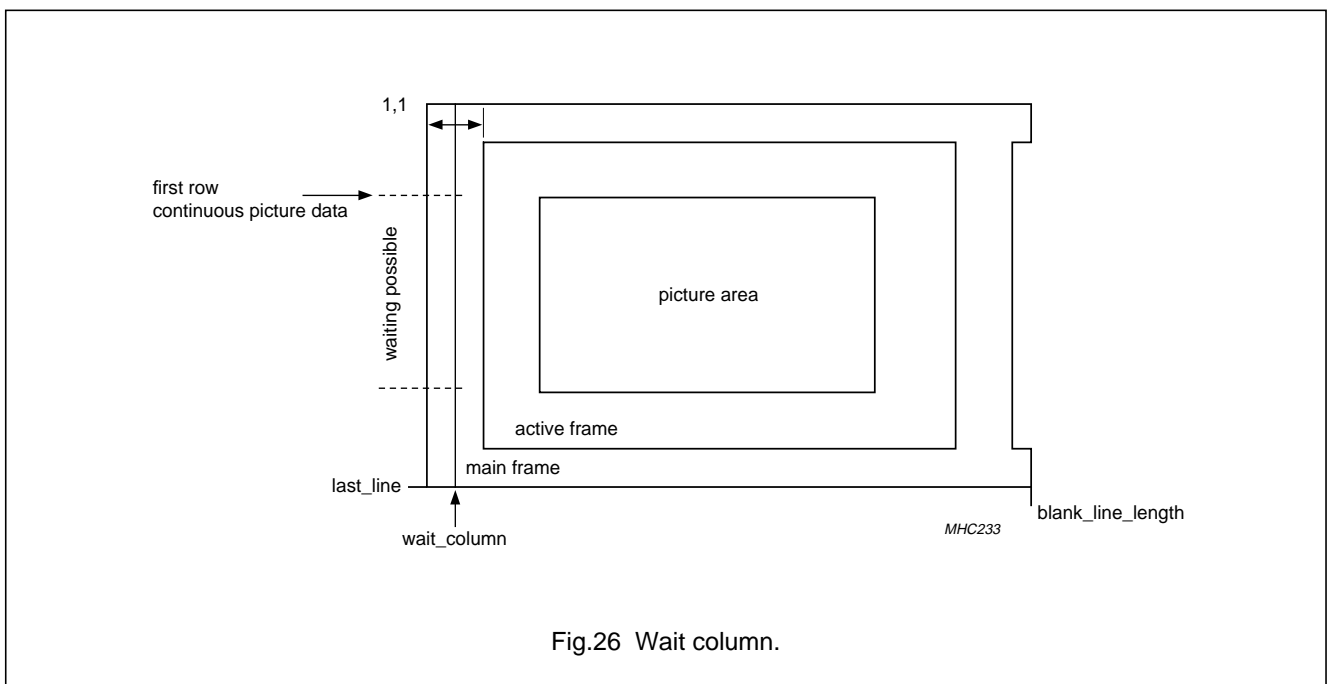 1,1
first row
continuous picture data
waiting possible
picture area
active frame
main frame
last_line
blank_line_length
wait_column
MHC233
Fig.26 Wait column.